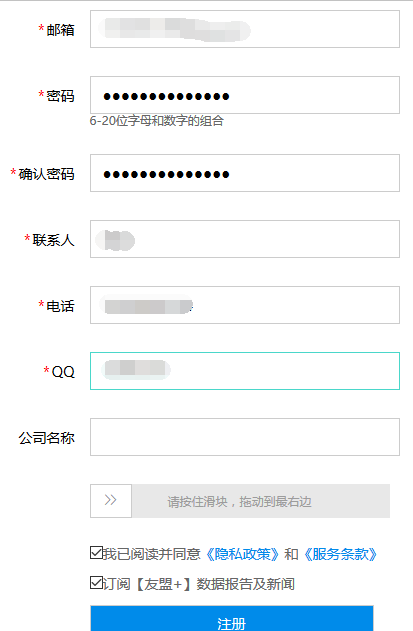 *邮箱
*密码 ••••••••••••••
6-20位字母和数字的组合
*确认密码 ••••••••••••••
*联系人
*电话
*QQ
公司名称
>> 请按住滑块，拖动到最右边
我已阅读并同意《隐私政策》和《服务条款》
订阅【友盟+】数据报告及新闻
注册